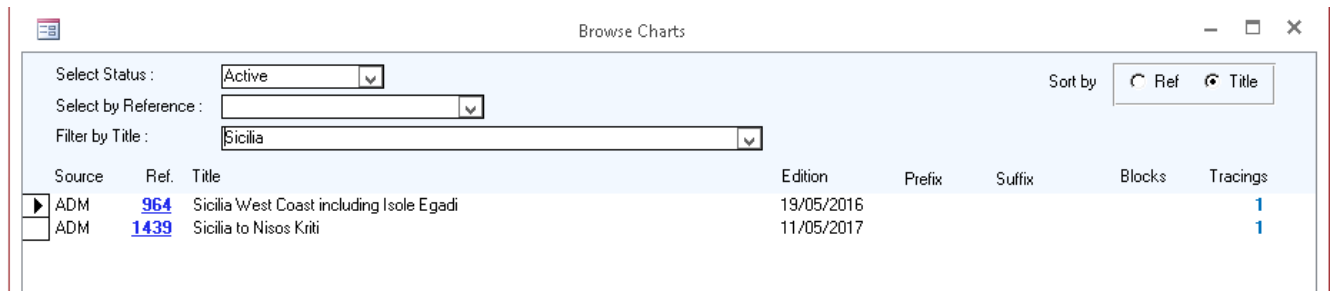 Browse Charts
Select Status : Active
Sort by Ref Title
Select by Reference :
Filter by Title : Sicilia
Source Ref. Title Edition Prefix Suffix Blocks Tracings
ADM 964 Sicilia West Coast including Isole Egadi 19/05/2016 1
ADM 1439 Sicilia to Nisos Kriti 11/05/2017 1